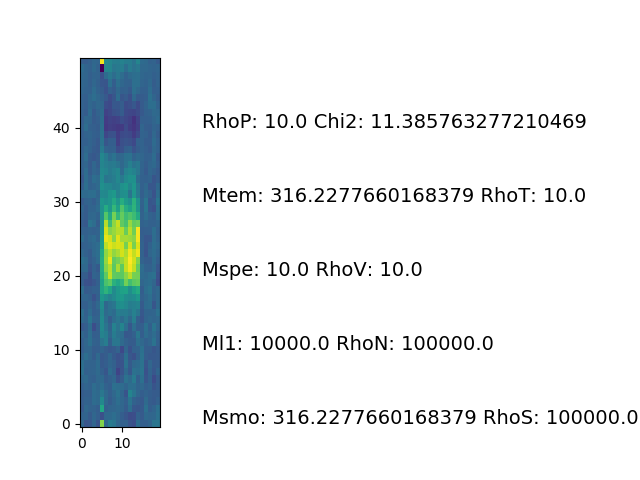 RhoP: 10.0 Chi2: 11.385763277210469
40
Mtem: 316.2277660168379 RhoT: 10.0
30
Mspe: 10.0 RhoV: 10.0
20
Ml1: 10000.0 RhoN: 100000.0
10
Msmo: 316.2277660168379 RhoS: 100000.0
0
0 10